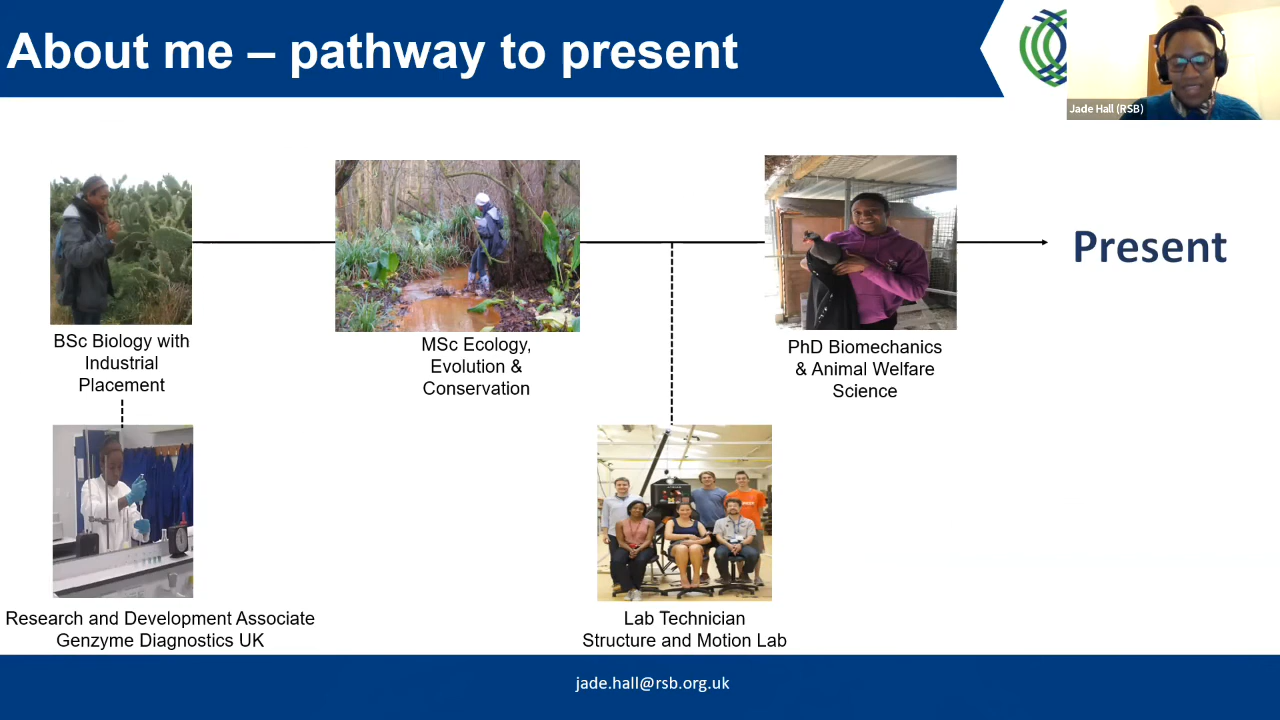 About me – pathway to present
Jade Hall (RSB)
Present
BSc Biology with
Industrial
Placement
MSc Ecology,
Evolution &
Conservation
PhD Biomechanics
& Animal Welfare
Science
Research and Development Associate
Genzyme Diagnostics UK
Lab Technician
Structure and Motion Lab
jade.hall@rsb.org.uk